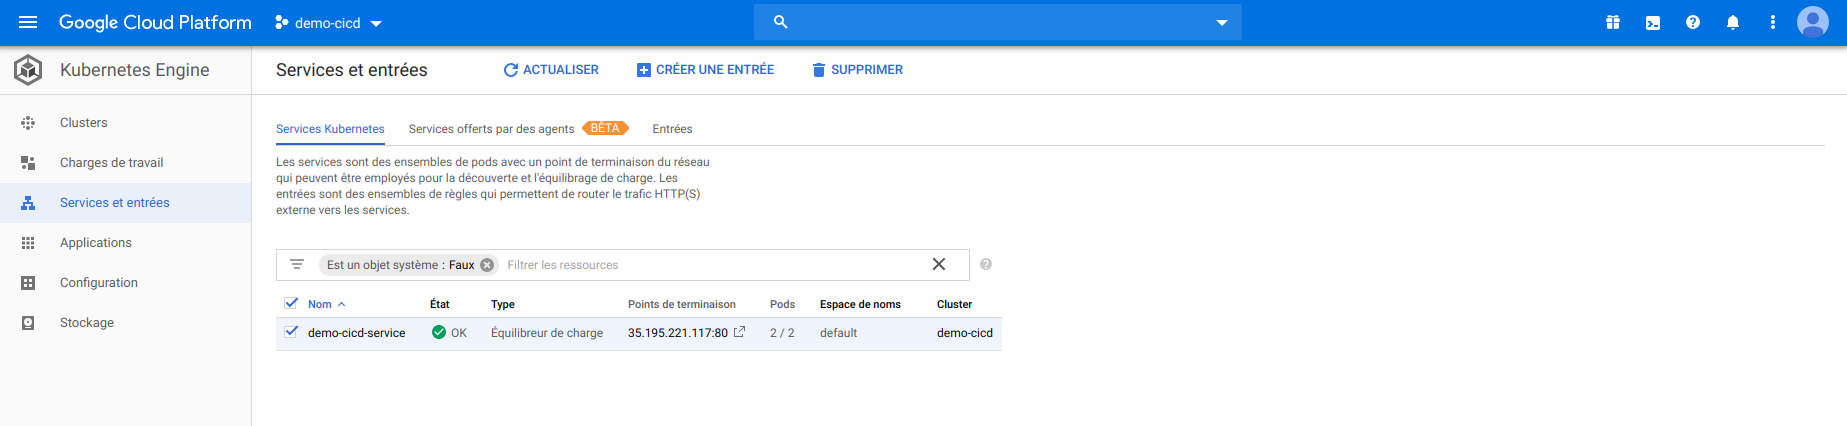 Google Cloud Platform demo-cicd
Kubernetes Engine
Services et entrées ACTUALISER CRÉER UNE ENTRÉE SUPPRIMER
Clusters
Charges de travail
Services et entrées
Applications
Configuration
Stockage
Services Kubernetes Services offerts par des agents BÊTA Entrées
Les services sont des ensembles de pods avec un point de terminaison du réseau
qui peuvent être employés pour la découverte et l'équilibrage de charge. Les
entrées sont des ensembles de règles qui permettent de router le trafic HTTP(S)
externe vers les services.
Est un objet système : Faux Filtrer les ressources
Nom État Type Points de terminaison Pods Espace de noms Cluster
demo-cicd-service OK Équilibreur de charge 35.195.221.117:80 2 / 2 default demo-cicd